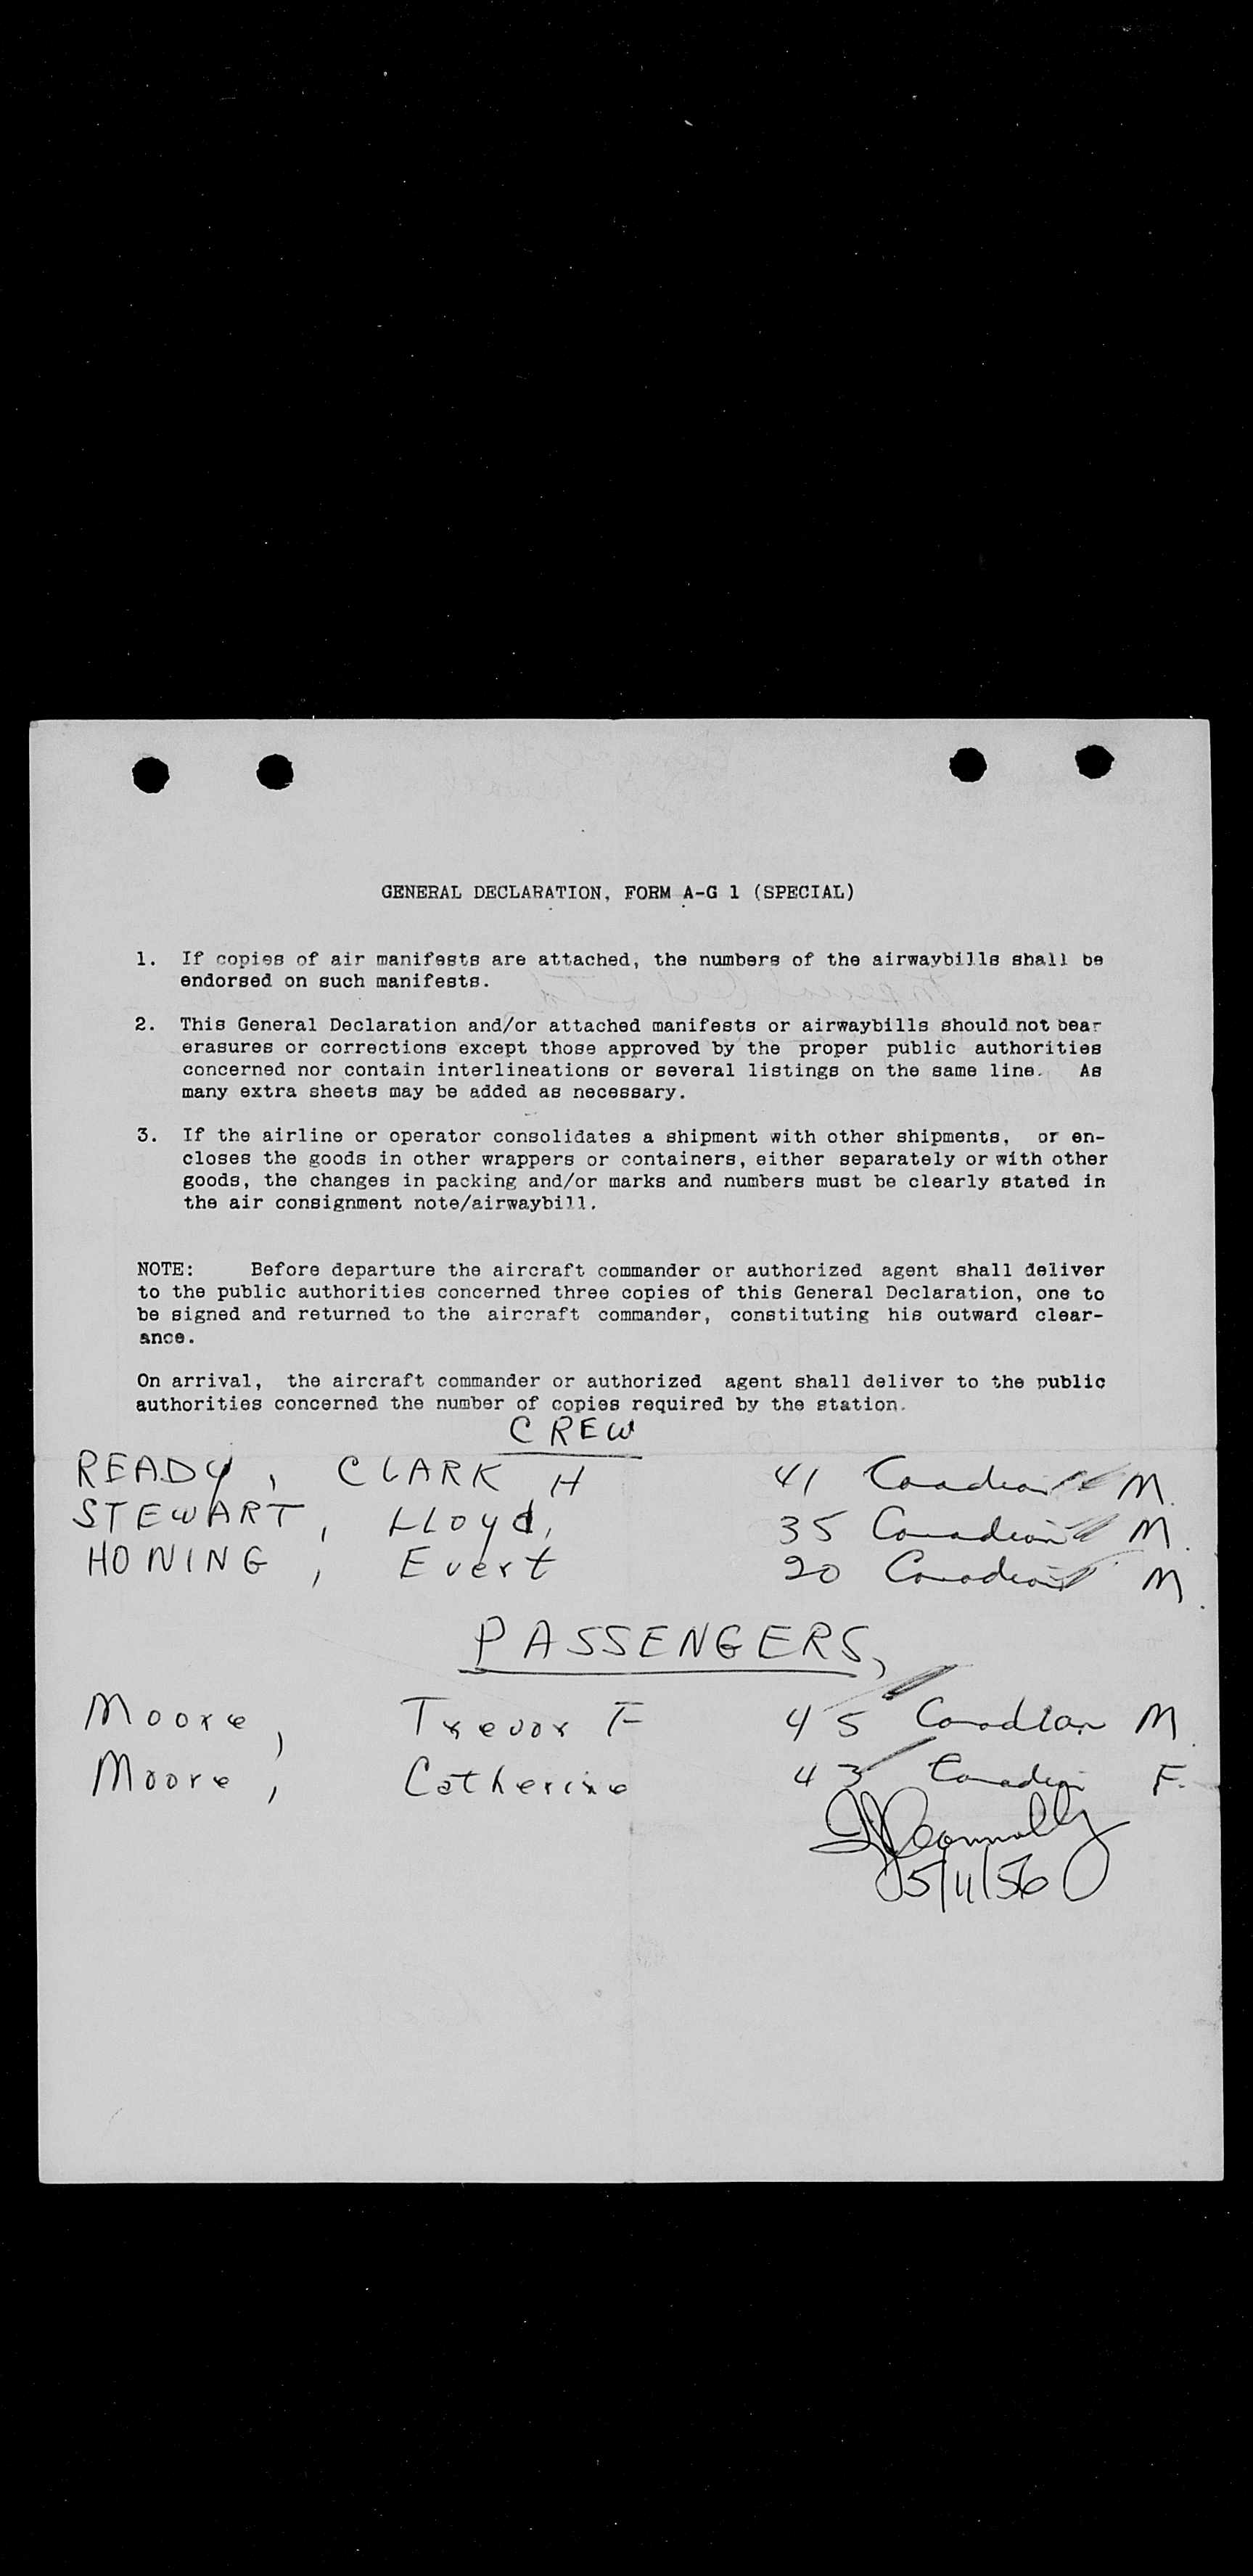 GENERAL DECLARATION, FORM A-G 1 (SPECIAL)
1. If copies of air manifests are attached, the numbers of the airwaybills shall be
endorsed on such manifests.
2. This General Declaration and/or attached manifests or airwaybills should not bear
erasures or corrections except those approved by the proper public authorities
concerned nor contain interlineations or several listings on the same line. As
many extra sheets may be added as necessary.
3. If the airline or operator consolidates a shipment with other shipments, or en-
closes the goods in other wrappers or containers, either separately or with other
goods, the changes in packing and/or marks and numbers must be clearly stated in
the air consignment note/airwaybill.
NOTE: Before departure the aircraft commander or authorized agent shall deliver
to the public authorities concerned three copies of this General Declaration, one to
be signed and returned to the aircraft commander, constituting his outward clear-
ance.
On arrival, the aircraft commander or authorized agent shall deliver to the public
authorities concerned the number of copies required by the station.
CREW
READY, CLARK H 41 Canadian M.
STEWART, LLoyd, 35 Canadian M.
HONING, Evert 20 Canadian M.
PASSENGERS,
Moore, Trevor F 45 Canadian M.
Moore, Catherine 43 Canadian F.
5/11/56